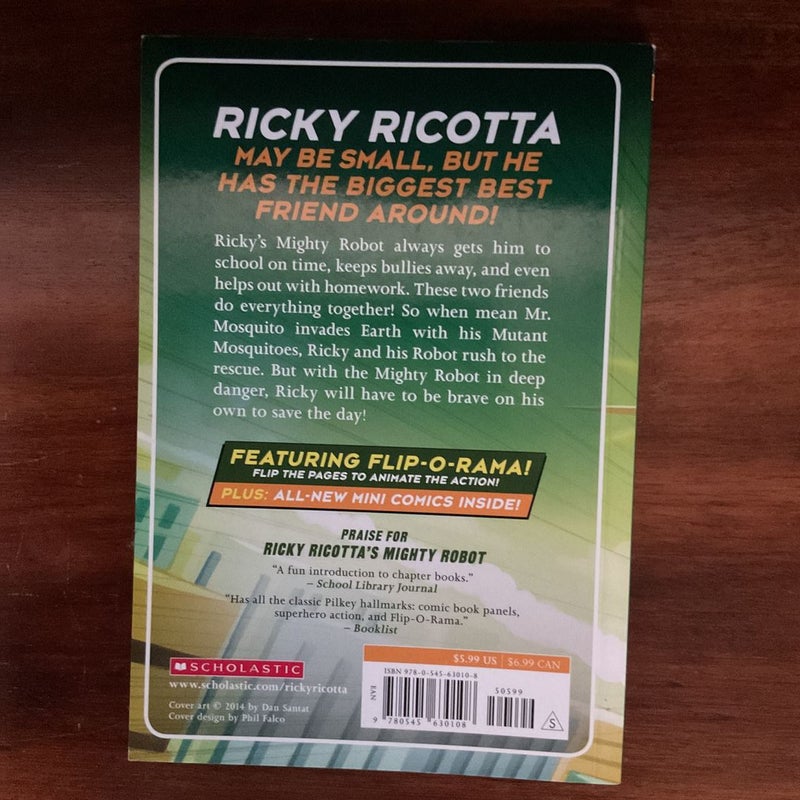 RICKY RICOTTA
MAY BE SMALL, BUT HE
HAS THE BIGGEST BEST
FRIEND AROUND!
Ricky's Mighty Robot always gets him to
school on time, keeps bullies away, and even
helps out with homework. These two friends
do everything together! So when mean Mr.
Mosquito invades Earth with his Mutant
Mosquitoes, Ricky and his Robot rush to the
rescue. But with the Mighty Robot in deep
danger, Ricky will have to be brave on his
own to save the day!
FEATURING FLIP-O-RAMA!
FLIP THE PAGES TO ANIMATE THE ACTION!
PLUS: ALL-NEW MINI COMICS INSIDE!
PRAISE FOR
RICKY RICOTTA'S MIGHTY ROBOT
"A fun introduction to chapter books."
– School Library Journal
"Has all the classic Pilkey hallmarks: comic book panels,
superhero action, and Flip-O-Rama."
– Booklist
SCHOLASTIC
www.scholastic.com/rickyricotta
Cover art © 2014 by Dan Santat
Cover design by Phil Falco
$5.99 US | $6.99 CAN
ISBN 978-0-545-63010-8
50599
EAN
9 780545 630108
S